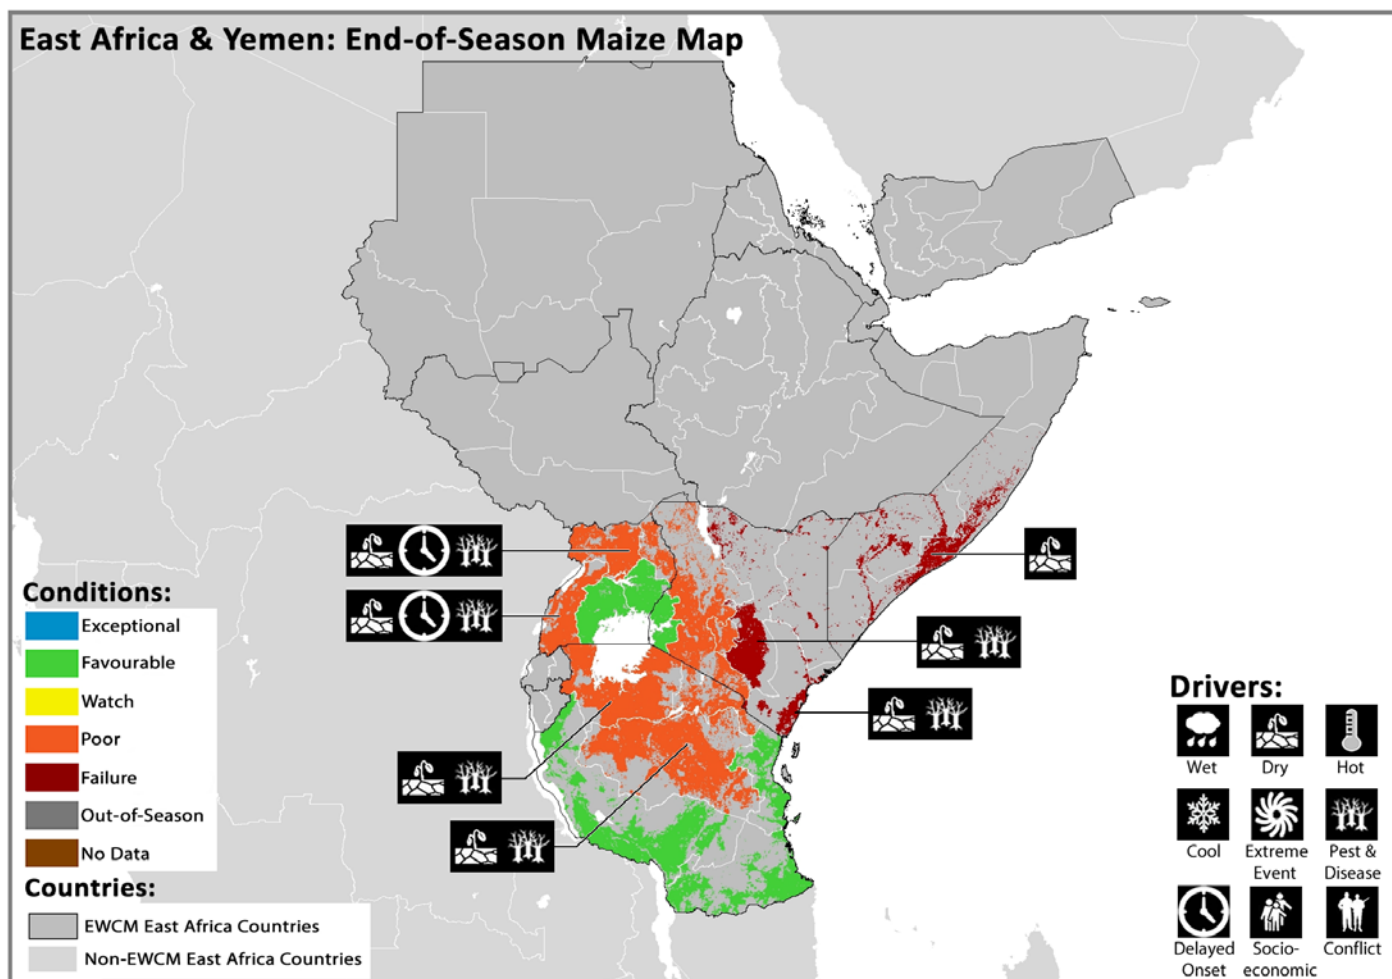 East Africa & Yemen: End-of-Season Maize Map
Conditions:
Exceptional
Favourable
Watch
Poor
Failure
Out-of-Season
No Data
Countries:
EWCM East Africa Countries
Non-EWCM East Africa Countries
Drivers:
Wet
Dry
Hot
Cool
Extreme
Event
Pest &
Disease
Delayed
Onset
Socio-
economic
Conflict